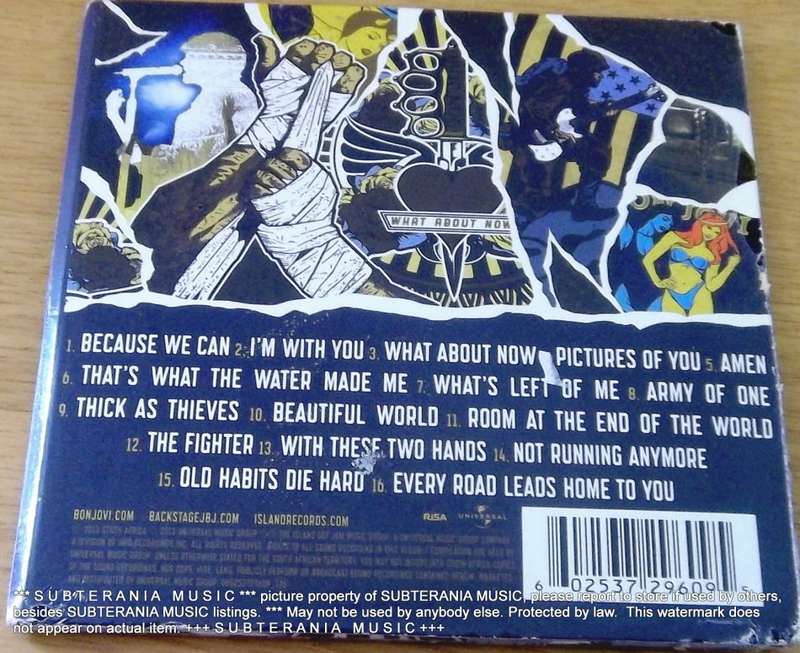 WHAT ABOUT NOW
1. BECAUSE WE CAN 2. I'M WITH YOU 3. WHAT ABOUT NOW PICTURES OF YOU 5. AMEN
6. THAT'S WHAT THE WATER MADE ME 7. WHAT'S LEFT OF ME 8. ARMY OF ONE
9. THICK AS THIEVES 10. BEAUTIFUL WORLD 11. ROOM AT THE END OF THE WORLD
12. THE FIGHTER 13. WITH THESE TWO HANDS 14. NOT RUNNING ANYMORE
15. OLD HABITS DIE HARD 16. EVERY ROAD LEADS HOME TO YOU
BONJOVI.COM BACKSTAGEJBJ.COM ISLANDRECORDS.COM
RISA UNIVERSAL
6 02537 29609 5
*** SUBTERANIA MUSIC *** picture property of SUBTERANIA MUSIC, please report to store if used by others,
besides SUBTERANIA MUSIC listings. *** May not be used by anybody else. Protected by law. This watermark does
not appear on actual item. +++ SUBTERANIA MUSIC +++